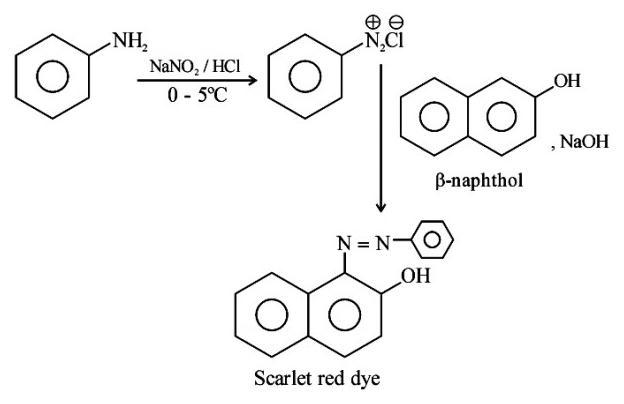 NH₂
NaNO₂ / HCl
0 - 5ºC
⊕ ⊖
N₂Cl
OH
, NaOH
β-naphthol
N = N
OH
Scarlet red dye